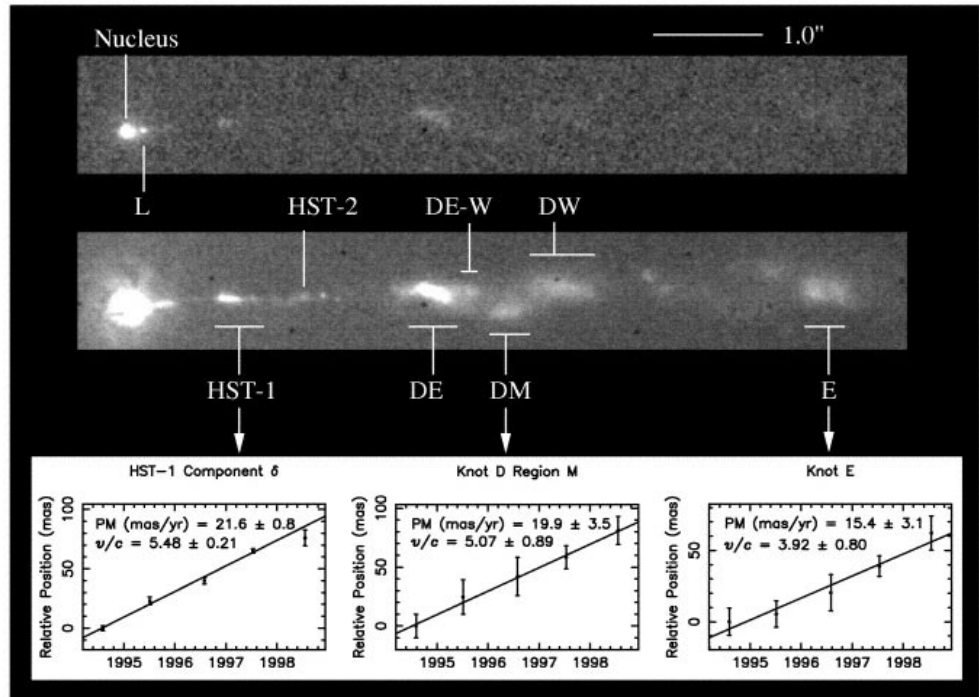 Nucleus
1.0"
L
HST-2
DE-W
DW
HST-1
DE
DM
E
HST-1 Component δ
Relative Position (mas)
100
50
0
PM (mas/yr) = 21.6 ± 0.8
υ/c = 5.48 ± 0.21
1995 1996 1997 1998
Knot D Region M
Relative Position (mas)
100
50
0
PM (mas/yr) = 19.9 ± 3.5
υ/c = 5.07 ± 0.89
1995 1996 1997 1998
Knot E
Relative Position (mas)
50
0
PM (mas/yr) = 15.4 ± 3.1
υ/c = 3.92 ± 0.80
1995 1996 1997 1998